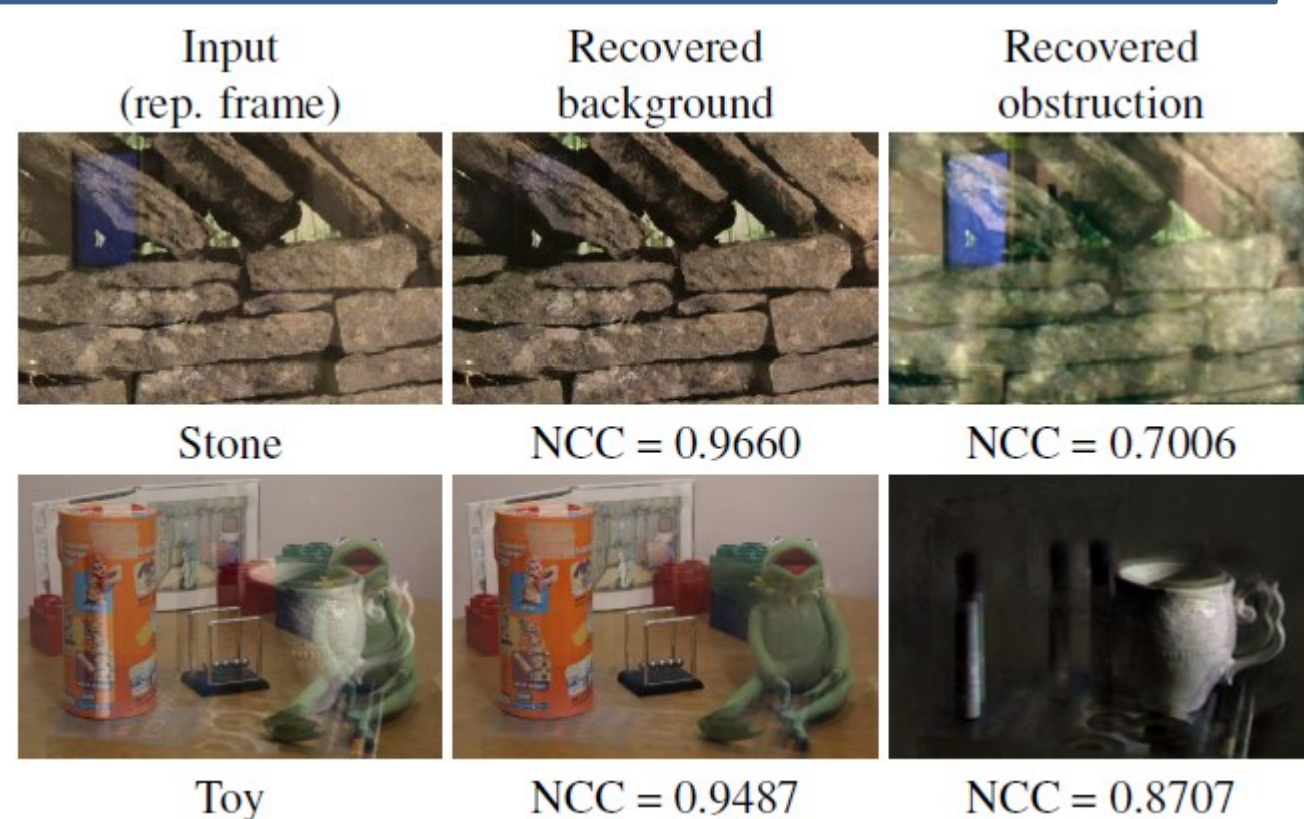 Input
(rep. frame)
Recovered
background
Recovered
obstruction
Stone
NCC = 0.9660
NCC = 0.7006
Toy
NCC = 0.9487
NCC = 0.8707